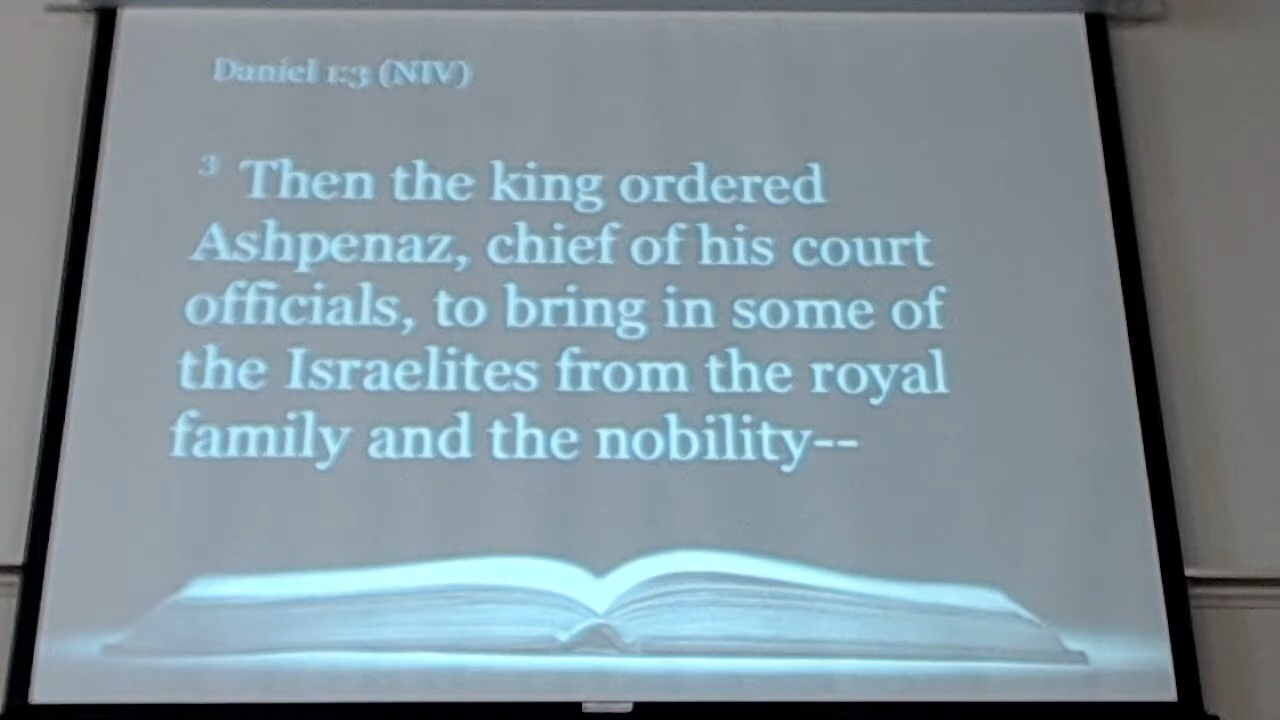 Daniel 1:3 (NIV)
3 Then the king ordered
Ashpenaz, chief of his court
officials, to bring in some of
the Israelites from the royal
family and the nobility--